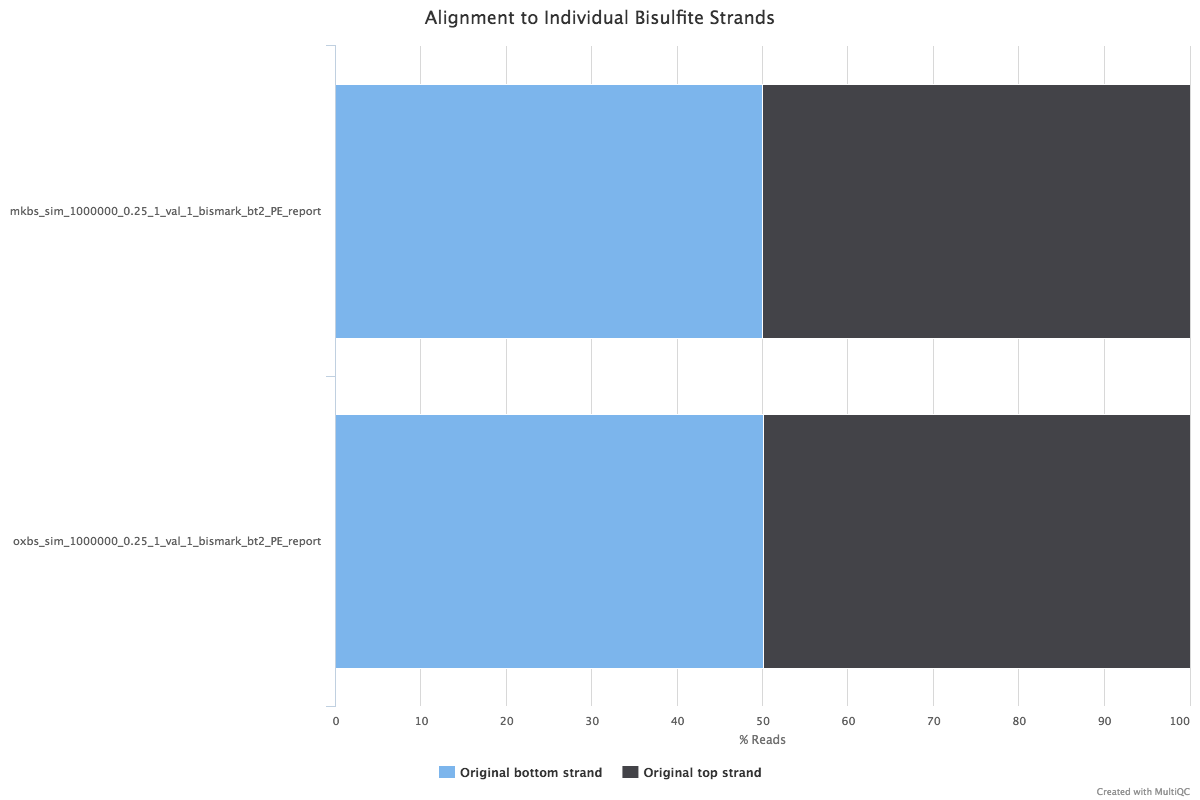 Alignment to Individual Bisulfite Strands
mkbs_sim_1000000_0.25_1_val_1_bismark_bt2_PE_report
oxbs_sim_1000000_0.25_1_val_1_bismark_bt2_PE_report
0 10 20 30 40 50 60 70 80 90 100
% Reads
Original bottom strand Original top strand
Created with MultiQC